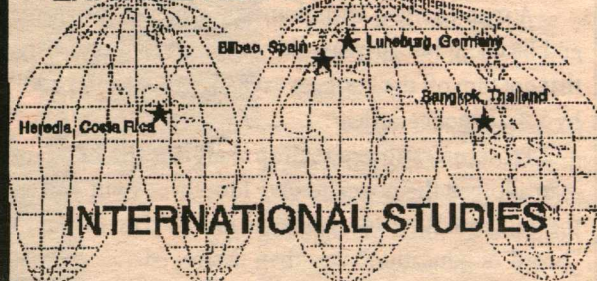 Bilbao, Spain
Luneburg, Germany
Bangkok, Thailand
Heredia, Costa Rica
INTERNATIONAL STUDIES